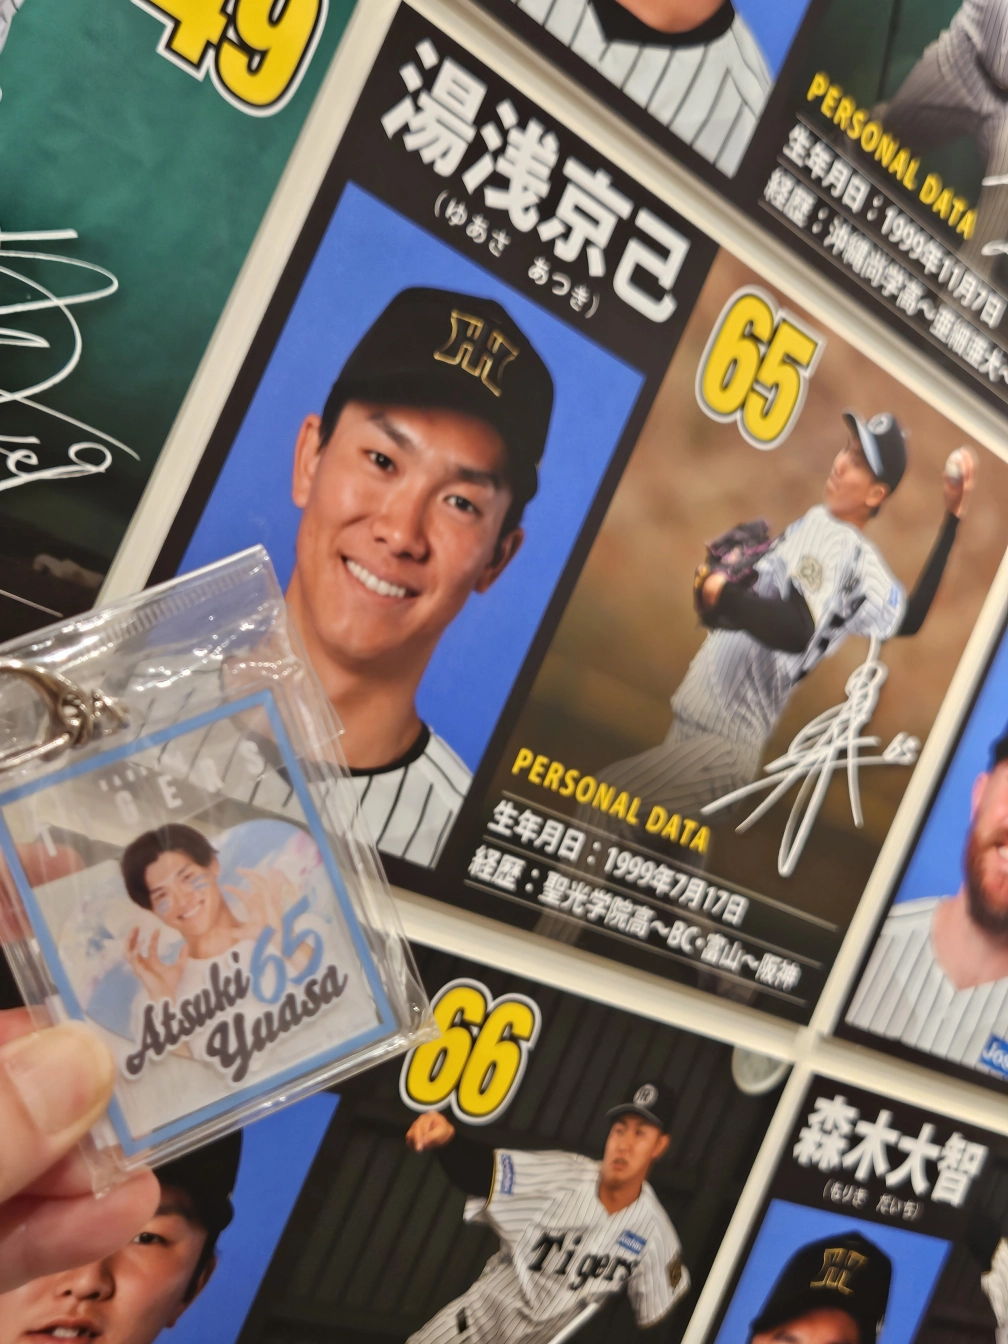 49
湯浅京己
(ゆあさ あつき)
65
PERSONAL DATA
生年月日：1999年7月17日
経歴：聖光学院高〜BC・富山〜阪神
65
PERSONAL DATA
生年月日：1999年11月7日
経歴：沖縄尚学高〜亜細亜大〜
Atsuki
65
Yuasa
66
Tigers
森木大智
(もりき だいち)